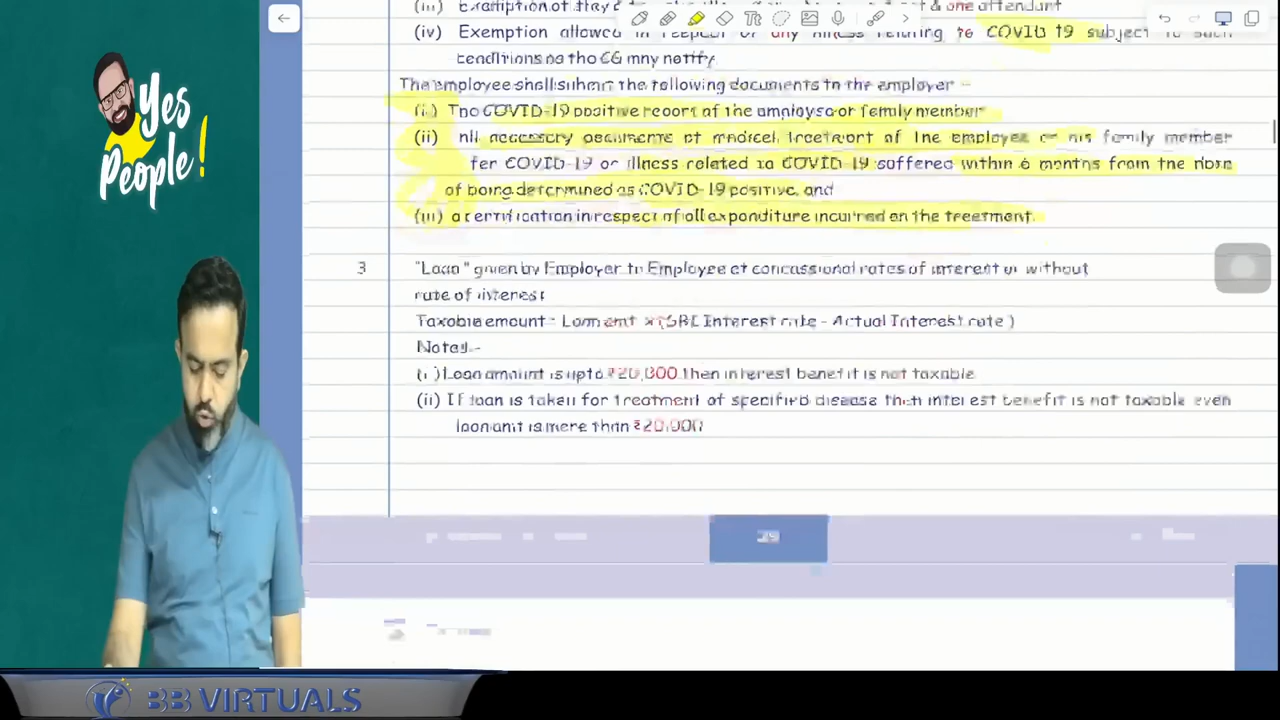 Yes
People!
one attendant
(iv) Exemption allowed in respect of any illness relating to COVID 19 subject to such
conditions as the CG may notify.
The employee shall submit the following documents to the employer -
(i) The COVID-19 positive report of the employee or family member
(ii) All necessary documents of medical treatment of the employee or his family member
for COVID-19 or illness related to COVID-19 suffered within 6 months from the date
of being determined as COVID-19 positive, and
(iii) a certification in respect of all expenditure incurred on the treatment.
3 "Loan" given by Employer to Employee at concessional rates of interest or without
rate of interest
Taxable amount : Loan amt × (SBI Interest rate - Actual Interest rate)
Notes:-
(i) Loan amount is upto ₹20,000 then interest benefit is not taxable
(ii) If loan is taken for treatment of specified disease then interest benefit is not taxable even
loan amt is more than ₹20,000
BB VIRTUALS